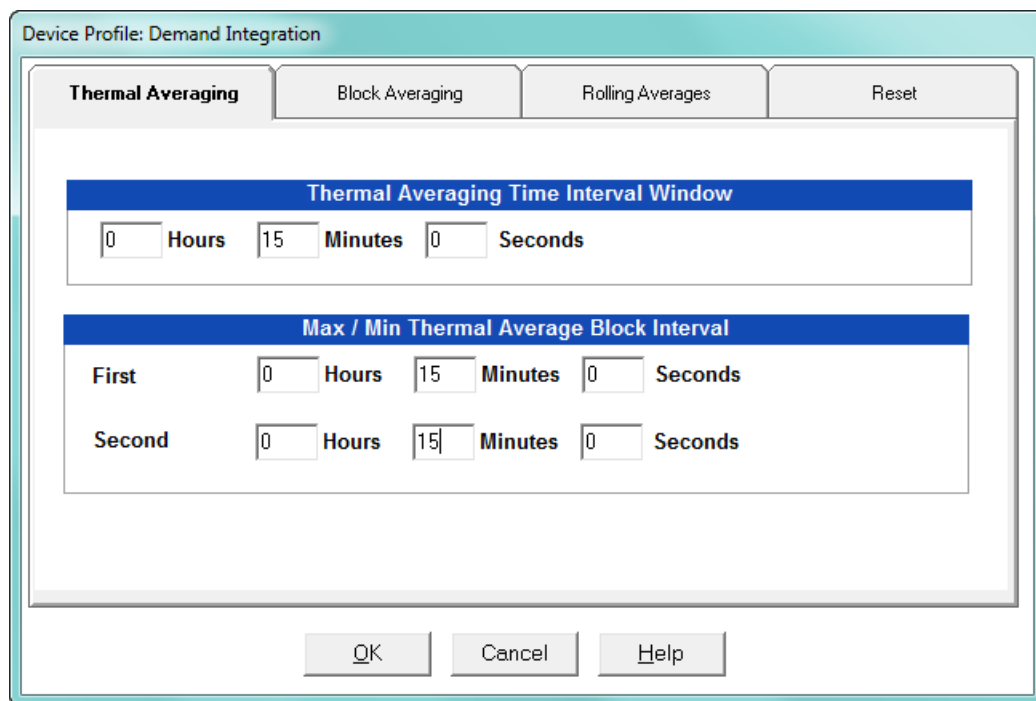 Device Profile: Demand Integration
Thermal Averaging Block Averaging Rolling Averages Reset
Thermal Averaging Time Interval Window
0 Hours 15 Minutes 0 Seconds
Max / Min Thermal Average Block Interval
First 0 Hours 15 Minutes 0 Seconds
Second 0 Hours 15 Minutes 0 Seconds
OK Cancel Help